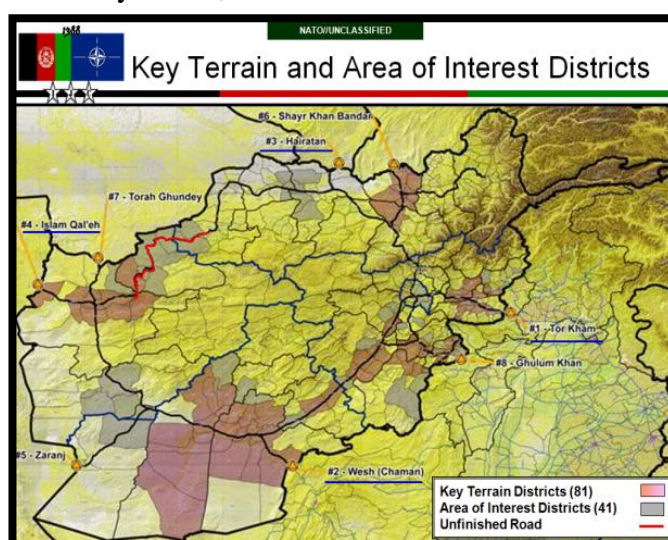 NATO//UNCLASSIFIED
Key Terrain and Area of Interest Districts
#6 - Shayr Khan Bandar
#3 - Hairatan
#7 - Torah Ghundey
#4 - Islam Qal'eh
#1 - Tor Kham
#8 - Ghulum Khan
#5 - Zaranj
#2 - Wesh (Chaman)
Key Terrain Districts (81)
Area of Interest Districts (41)
Unfinished Road